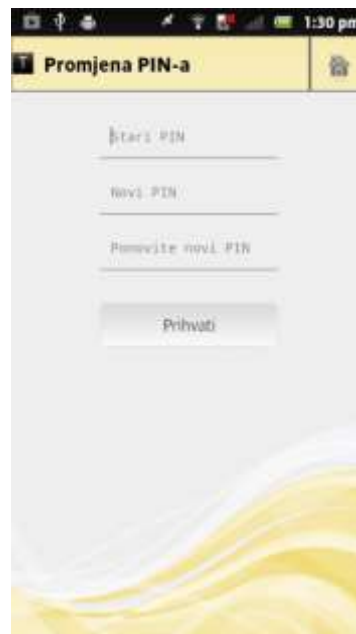 1:30 pm
T Promjena PIN-a
Stari PIN
Novi PIN
Ponovite novi PIN
Prihvati